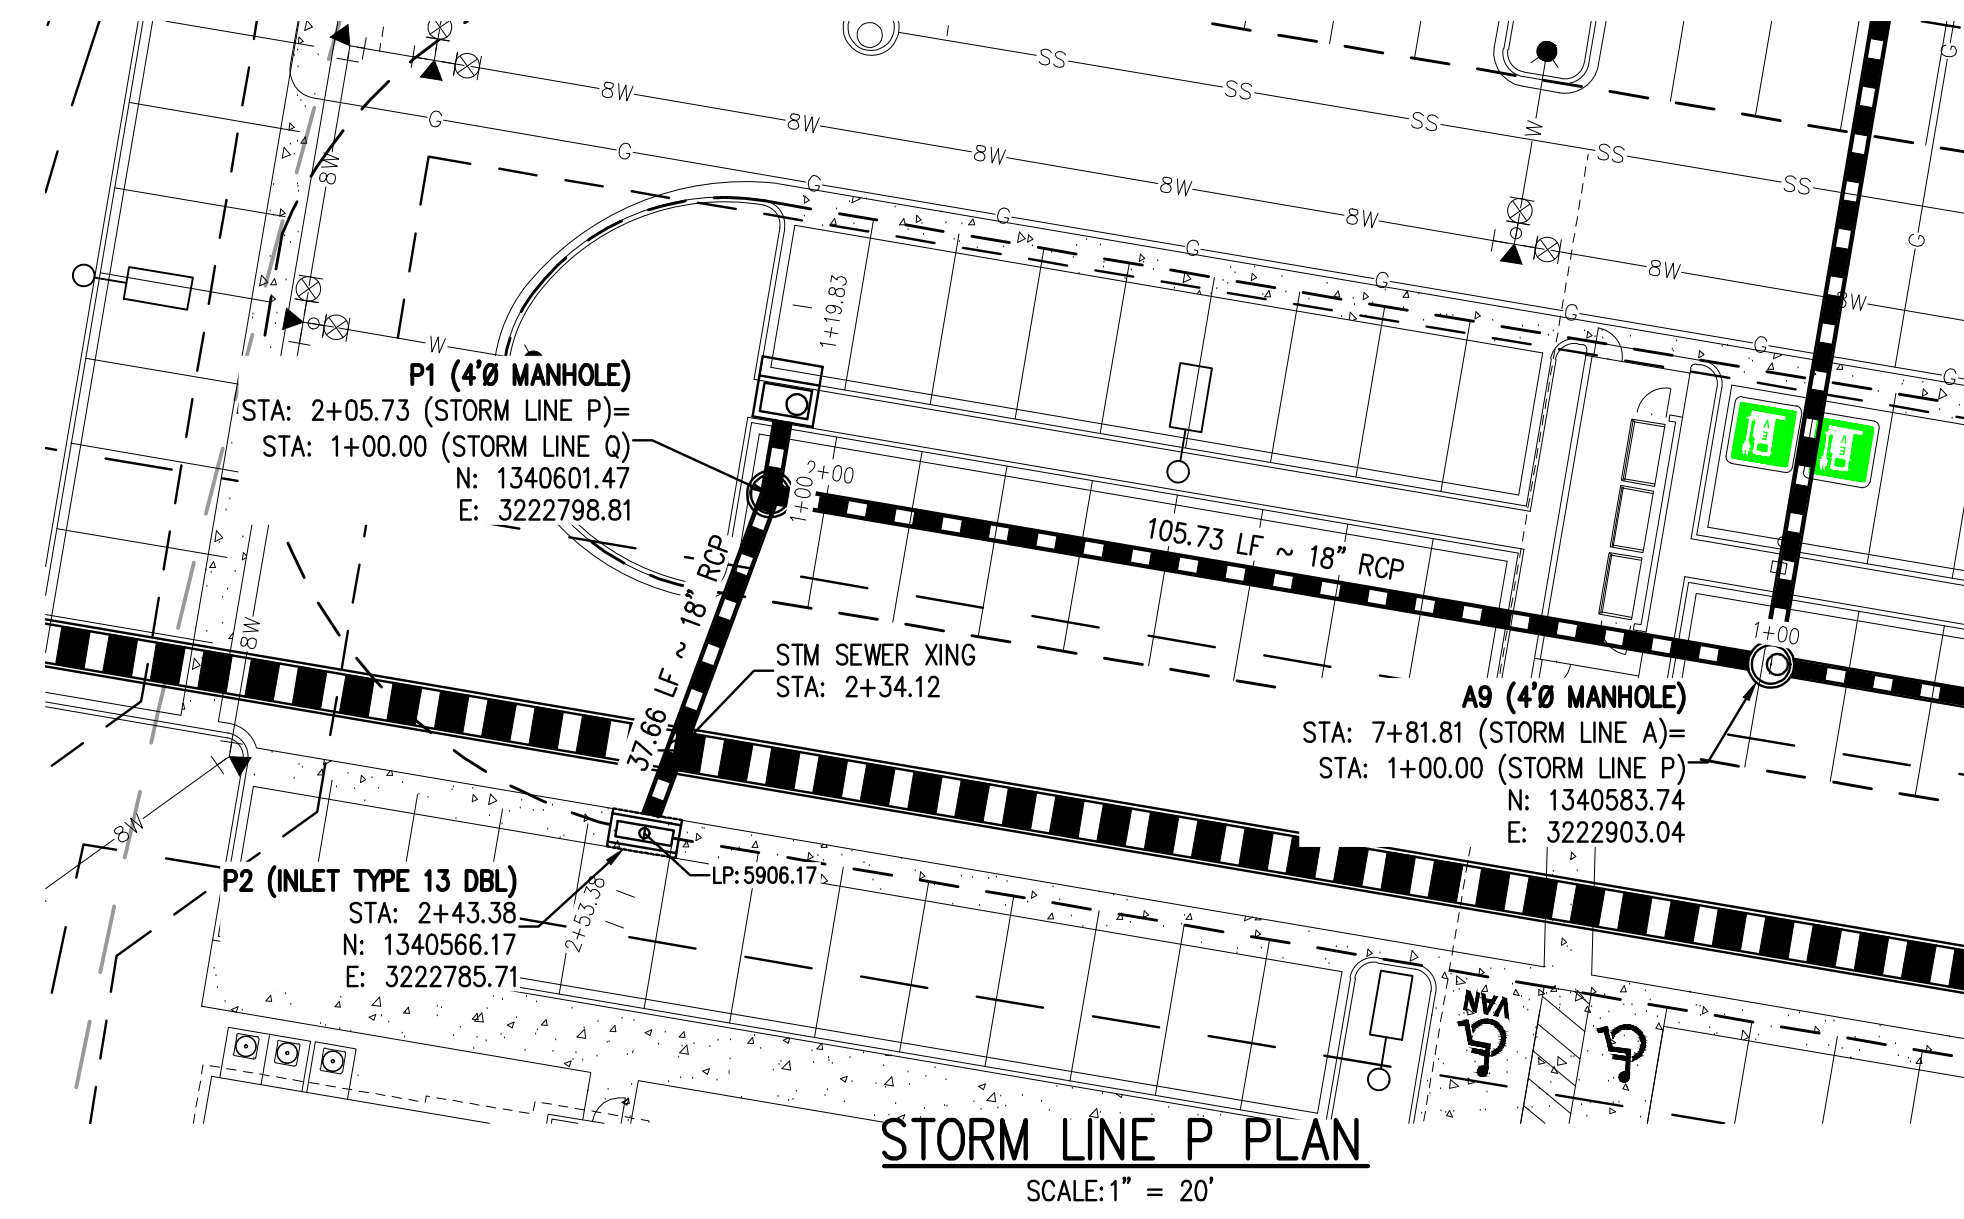 SS
SS
SS
SS
SS
8W
8W
8W
8W
8W
8W
8W
W
G
G
G
G
G
G
G
G
G
G
G
8W
W
1+19.83
P1 (4'Ø MANHOLE)
STA: 2+05.73 (STORM LINE P)=
STA: 1+00.00 (STORM LINE Q)
N: 1340601.47
E: 3222798.81
2+00
1+00
105.73 LF ~ 18" RCP
37.66 LF ~ 18" RCP
STM SEWER XING
STA: 2+34.12
1+00
A9 (4'Ø MANHOLE)
STA: 7+81.81 (STORM LINE A)=
STA: 1+00.00 (STORM LINE P)
N: 1340583.74
E: 3222903.04
8W
8W
P2 (INLET TYPE 13 DBL)
STA: 2+43.38
N: 1340566.17
E: 3222785.71
LP:5906.17
2+53.38
VAN
STORM LINE P PLAN
SCALE:1" = 20'